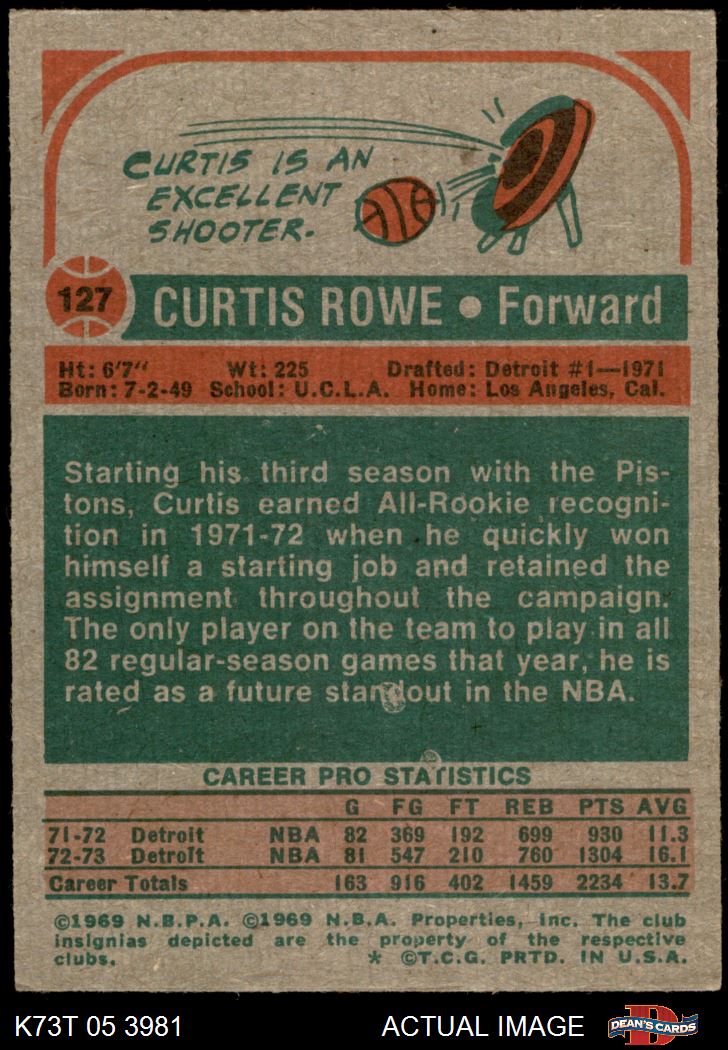 CURTIS IS AN
EXCELLENT
SHOOTER.
127
CURTIS ROWE • Forward
Ht: 6'7" Wt: 225 Drafted: Detroit #1—1971
Born: 7-2-49 School: U.C.L.A. Home: Los Angeles, Cal.
Starting his third season with the Pis-
tons, Curtis earned All-Rookie recogni-
tion in 1971-72 when he quickly won
himself a starting job and retained the
assignment throughout the campaign.
The only player on the team to play in all
82 regular-season games that year, he is
rated as a future standout in the NBA.
CAREER PRO STATISTICS
G FG FT REB PTS AVG
71-72 Detroit NBA 82 369 192 699 930 11.3
72-73 Detroit NBA 81 547 210 760 1304 16.1
Career Totals 163 916 402 1459 2234 13.7
©1969 N.B.P.A. ©1969 N.B.A. Properties, Inc. The club
insignias depicted are the property of the respective
clubs. * ©T.C.G. PRTD. IN U.S.A.
K73T 05 3981 ACTUAL IMAGE D DEAN'S CARDS